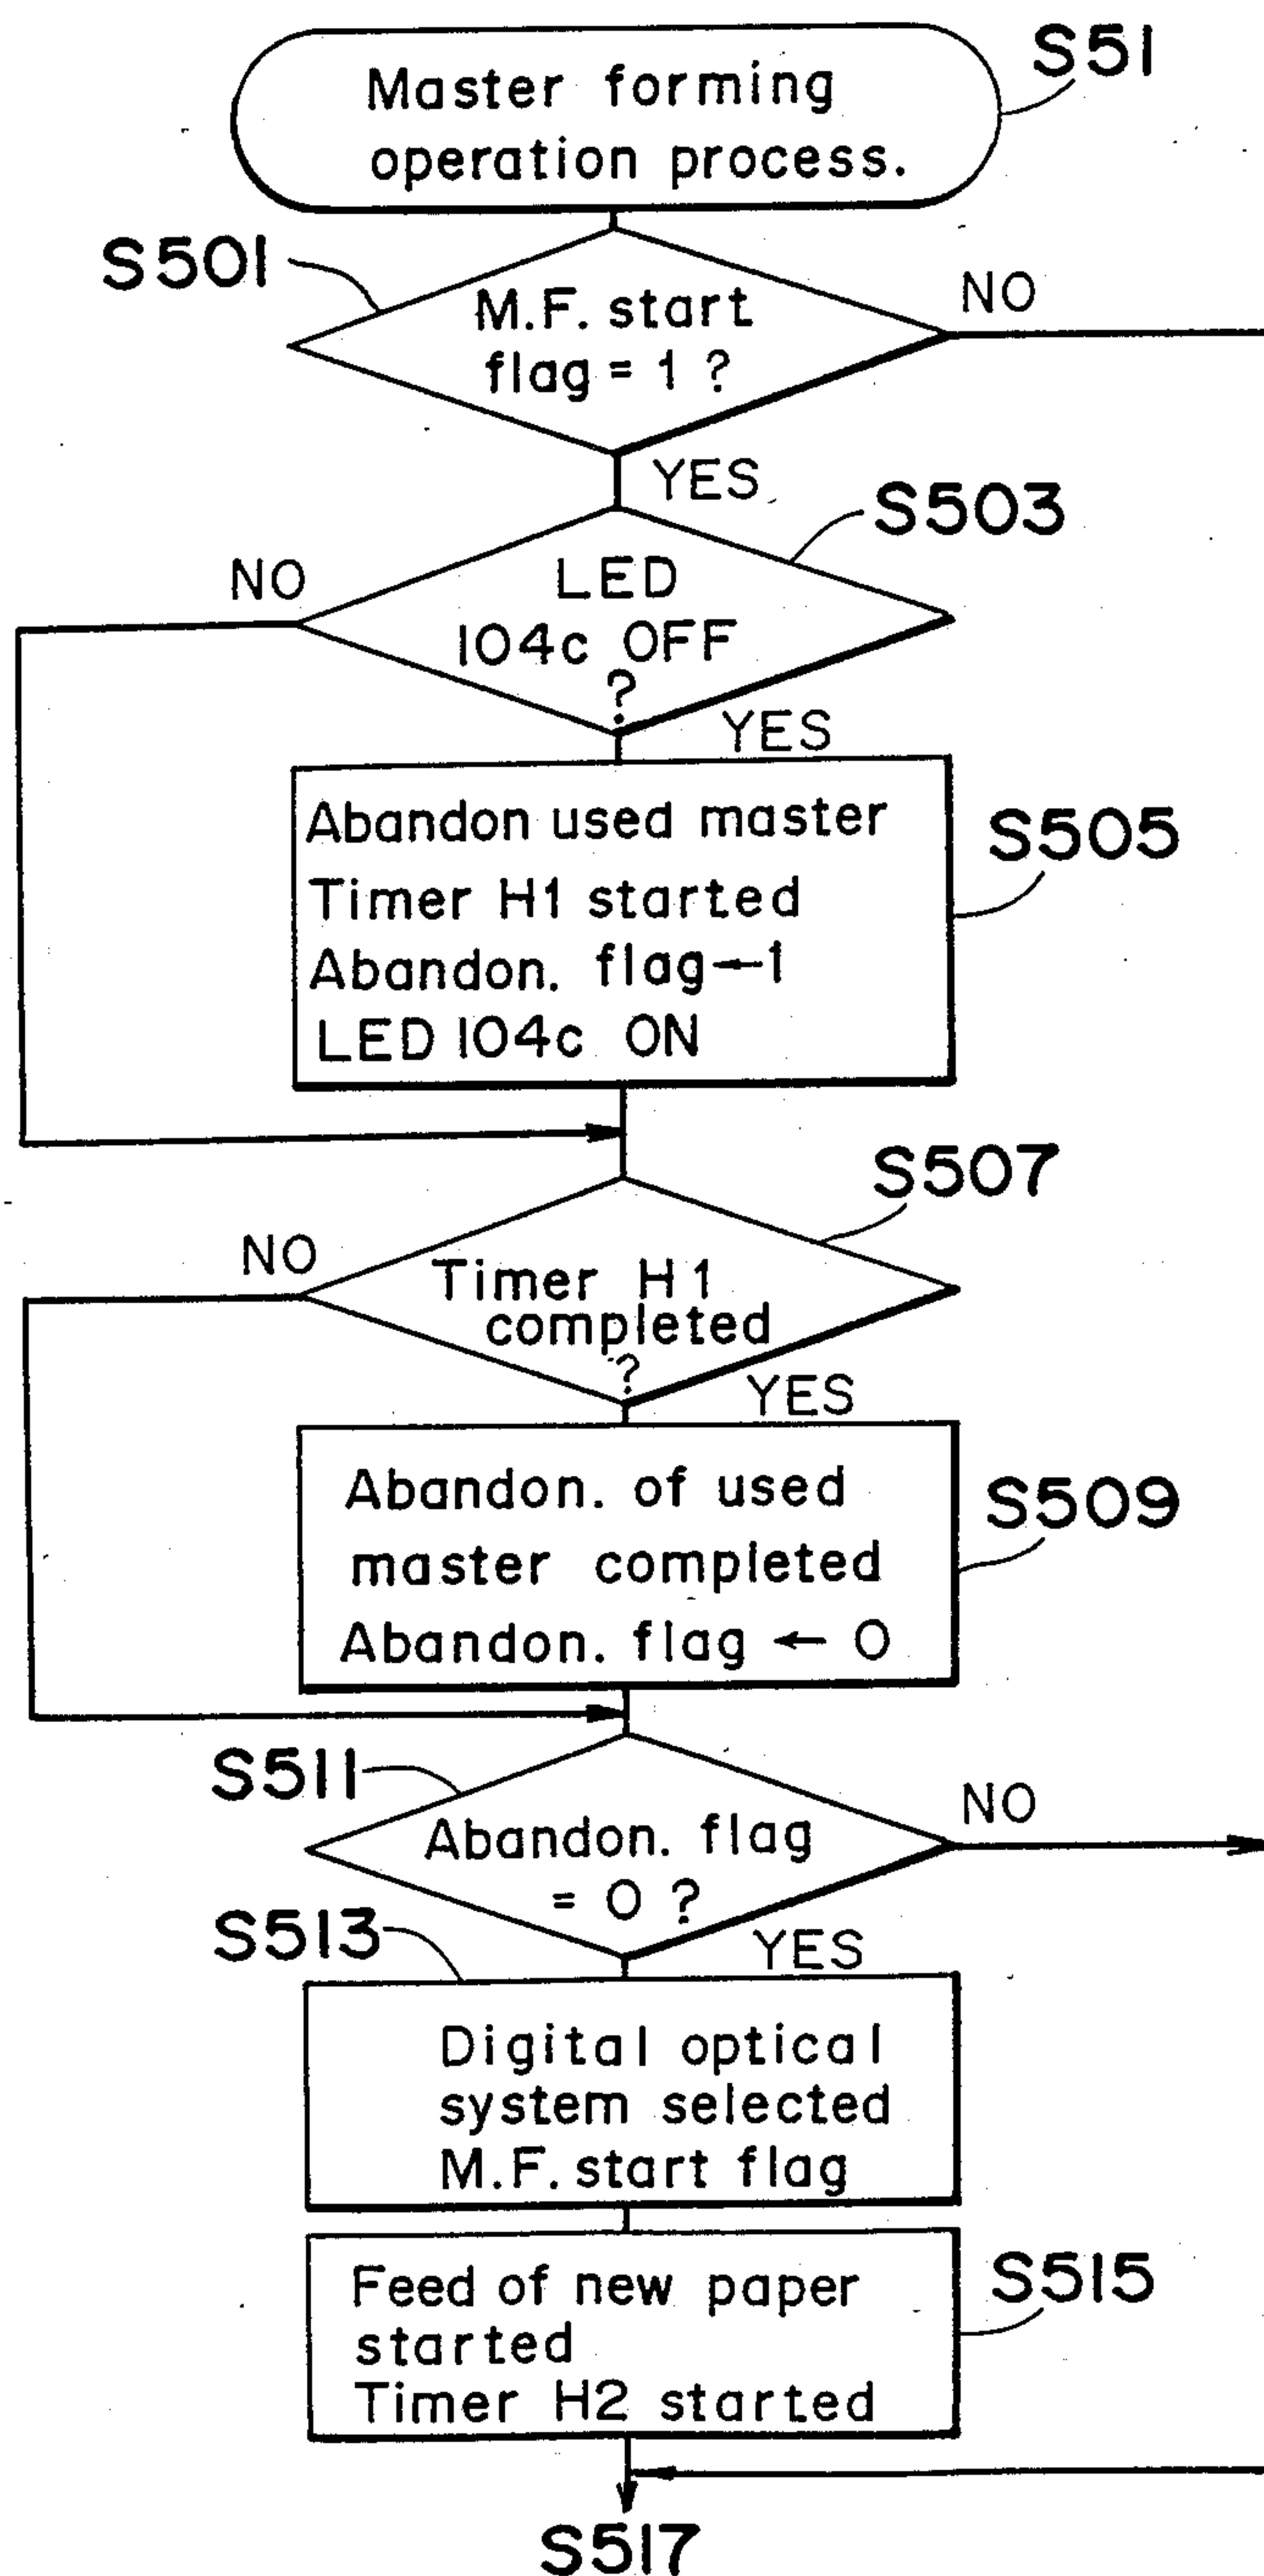 S51
Master forming
operation process.
S501
M.F. start
flag = 1 ?
NO
YES
S503
NO
LED
104c OFF
?
YES
Abandon used master
Timer H1 started
Abandon. flag ← 1
LED 104c ON
S505
S507
NO
Timer H1
completed
?
YES
Abandon. of used
master completed
Abandon. flag ← 0
S509
S511
NO
Abandon. flag
= 0 ?
S513
YES
Digital optical
system selected
M.F. start flag
Feed of new paper
started
Timer H2 started
S515
S517